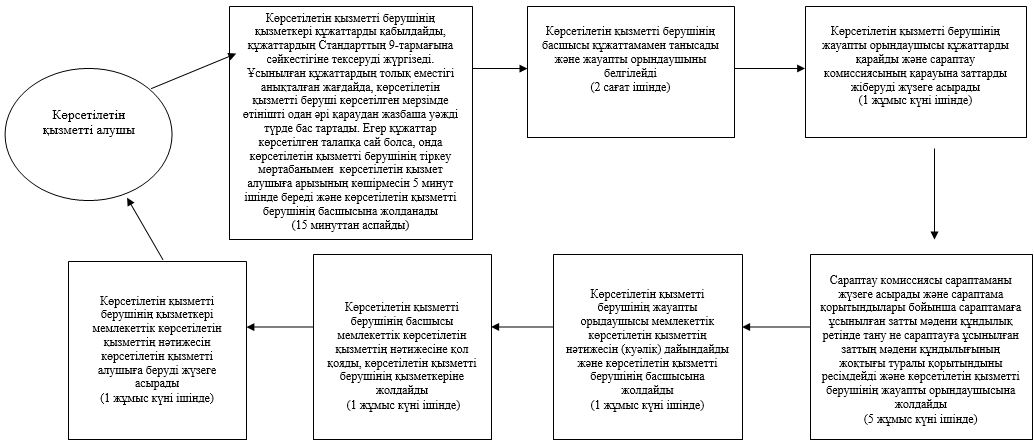 Көрсетілетін
қызметті алушы
Көрсетілетін қызметті берушінің
қызметкері құжаттарды қабылдайды,
құжаттардың Стандарттың 9-тармағына
сәйкестігіне тексеруді жүргізеді.
Ұсынылған құжаттардың толық еместігі
анықталған жағдайда, көрсетілетін
қызметті беруші көрсетілген мерзімде
өтінішті одан әрі қараудан жазбаша уәжді
түрде бас тартады. Егер құжаттар
көрсетілген талапқа сай болса, онда
көрсетілетін қызметті берушінің тіркеу
мөртабанымен көрсетілетін қызмет
алушыға арызының көшірмесін 5 минут
ішінде береді және көрсетілетін қызметті
берушінің басшысына жолданады
(15 минуттан аспайды)
Көрсетілетін қызметті берушінің
басшысы құжаттамамен танысады
және жауапты орындаушыны
белгілейді
(2 сағат ішінде)
Көрсетілетін қызметті берушінің
жауапты орындаушысы құжаттарды
қарайды және сараптау
комиссиясының қарауына заттарды
жіберуді жүзеге асырады
(1 жұмыс күні ішінде)
Сараптау комиссиясы сараптаманы
жүзеге асырады және сараптама
қорытындылары бойынша сараптамаға
ұсынылған затты мәдени құндылық
ретінде тану не сараптауға ұсынылған
заттың мәдени құндылығының
жоқтығы туралы қорытындыны
ресімдейді және көрсетілетін қызметті
берушінің жауапты орындаушысына
жолдайды
(5 жұмыс күні ішінде)
Көрсетілетін қызметті
берушінің жауапты
орыдаушысы мемлекеттік
көрсетілетін қызметтің
нәтижесін (куәлік) дайындайды
және көрсетілетін қызметті
берушінің басшысына
жолдайды
(1 жұмыс күні ішінде)
Көрсетілетін қызметті
берушінің басшысы
мемлекеттік көрсетілетін
қызметтің нәтижесіне қол
қояды, көрсетілетін қызметті
берушінің қызметкеріне
жолдайды
(1 жұмыс күні ішінде)
Көрсетілетін қызметті
берушінің қызметкері
мемлекеттік көрсетілетін
қызметтің нәтижесін
көрсетілетін қызметті
алушыға беруді жүзеге
асырады
(1 жұмыс күні ішінде)